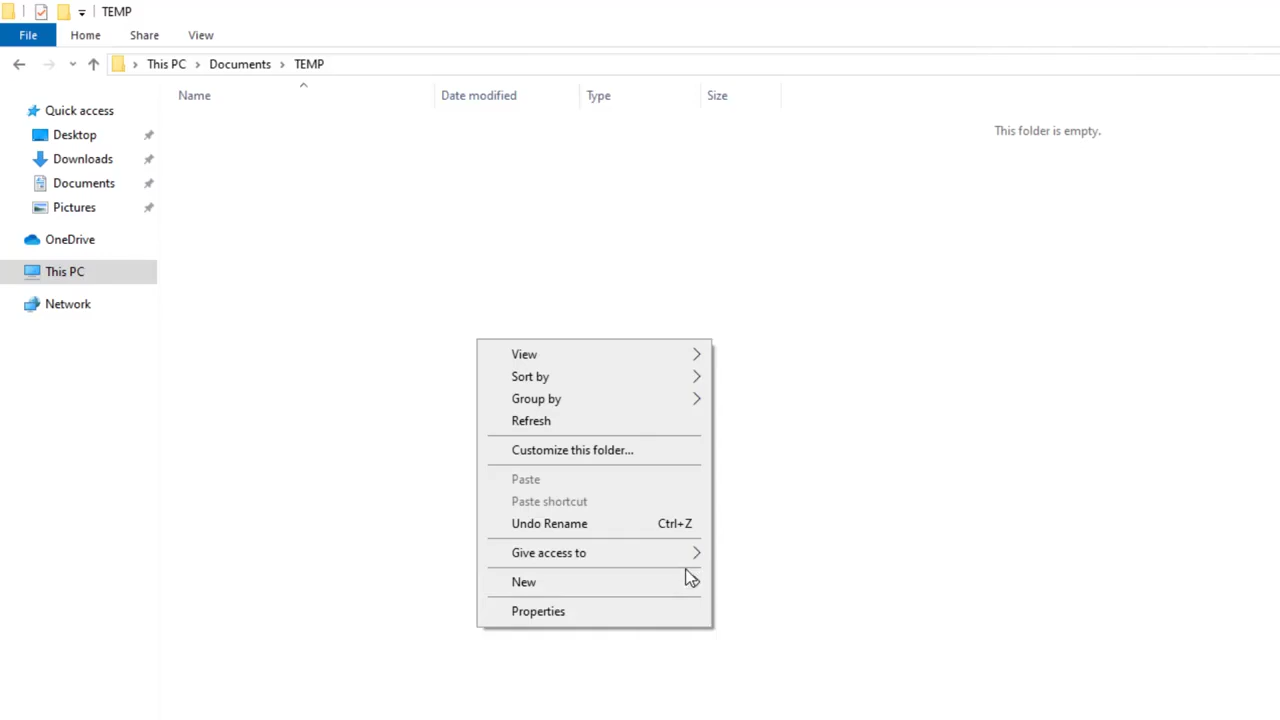 TEMP
File Home Share View
This PC Documents TEMP
Name Date modified Type Size
This folder is empty.
Quick access
Desktop
Downloads
Documents
Pictures
OneDrive
This PC
Network
View
Sort by
Group by
Refresh
Customize this folder...
Paste
Paste shortcut
Undo Rename Ctrl+Z
Give access to
New
Properties